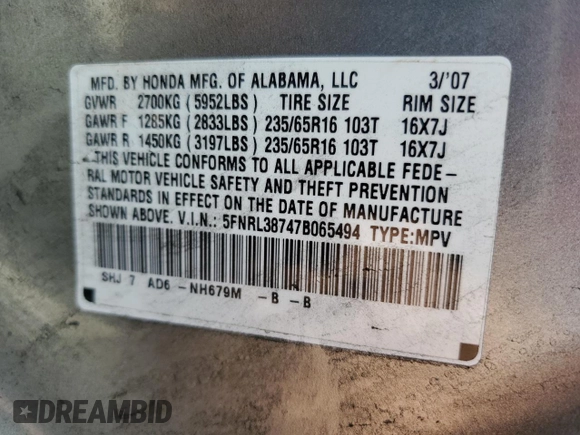 MFD. BY HONDA MFG. OF ALABAMA, LLC 3/'07
GVWR 2700KG (5952LBS) TIRE SIZE RIM SIZE
GAWR F 1285KG (2833LBS) 235/65R16 103T 16X7J
GAWR R 1450KG (3197LBS) 235/65R16 103T 16X7J
THIS VEHICLE CONFORMS TO ALL APPLICABLE FEDE-
RAL MOTOR VEHICLE SAFETY AND THEFT PREVENTION
STANDARDS IN EFFECT ON THE DATE OF MANUFACTURE
SHOWN ABOVE. V.I.N.: 5FNRL38747B065494 TYPE:MPV
SHJ 7 AD6 -NH679M -B -B
DREAMBID